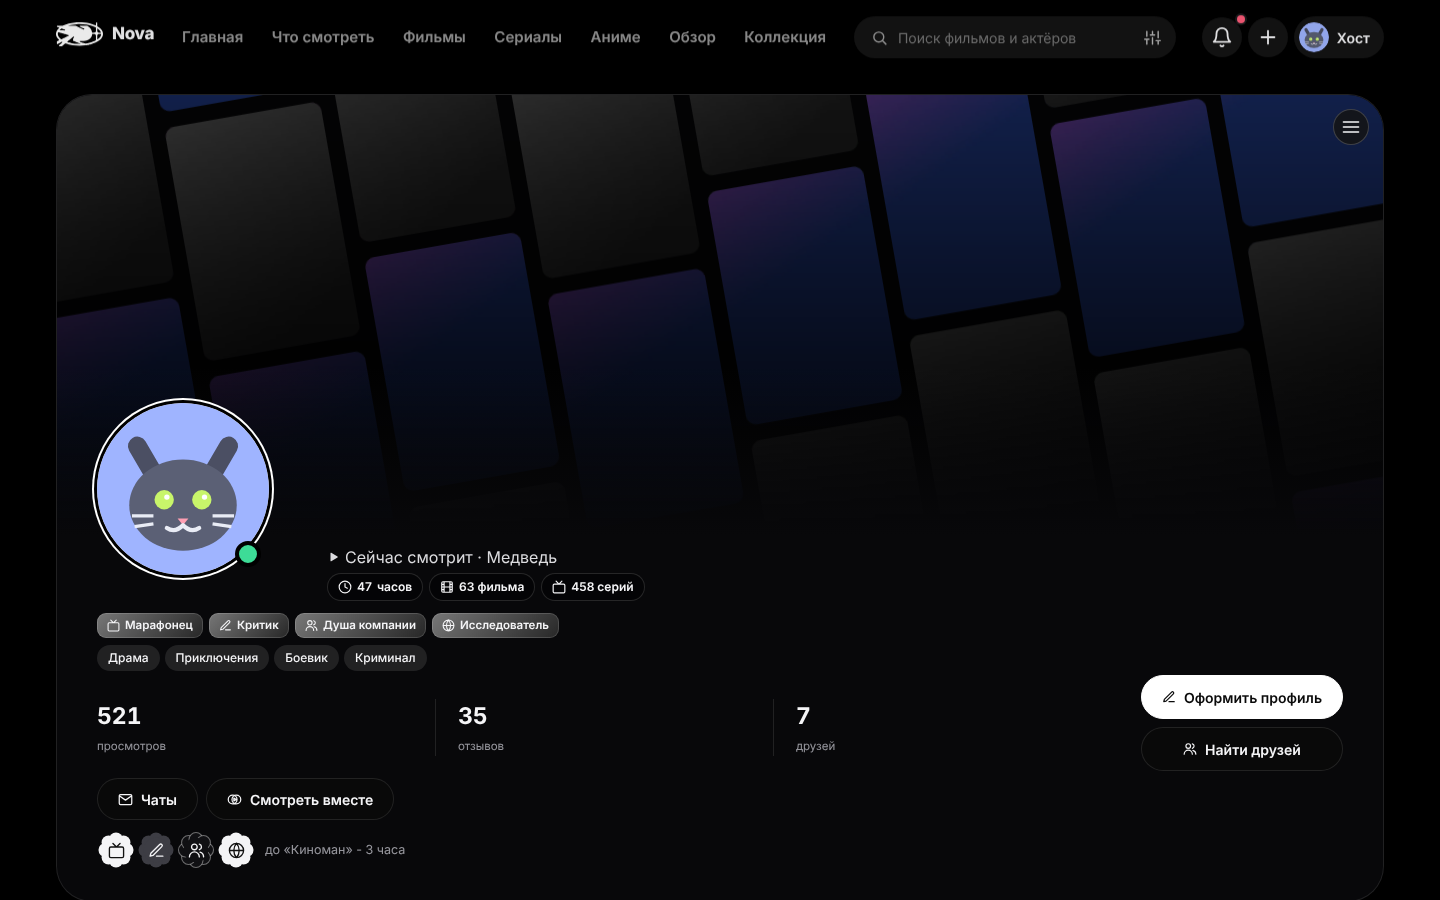 Nova Главная Что смотреть Фильмы Сериалы Аниме Обзор Коллекция Поиск фильмов и актёров Хост
Сейчас смотрит · Медведь
47 часов 63 фильма 458 серий
Марафонец Критик Душа компании Исследователь
Драма Приключения Боевик Криминал
521 35 7
просмотров отзывов друзей
Оформить профиль
Найти друзей
Чаты Смотреть вместе
до «Киноман» - 3 часа